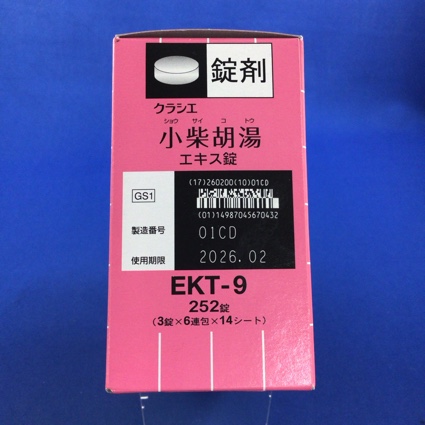 錠剤
クラシエ
ショウ サイ コ トウ
小柴胡湯
エキス錠
(17)260200(10)01CD
GS1
(01)14987045670432
製造番号 01CD
使用期限 2026.02
EKT-9
252錠
(3錠×6連包×14シート)